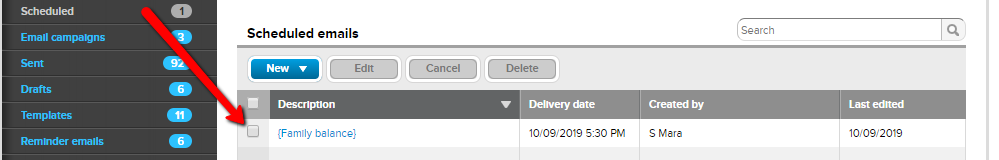 Scheduled 1
Email campaigns 3
Sent 92
Drafts 6
Templates 11
Reminder emails 6
Scheduled emails
Search
New Edit Cancel Delete
Description Delivery date Created by Last edited
{Family balance} 10/09/2019 5:30 PM S Mara 10/09/2019